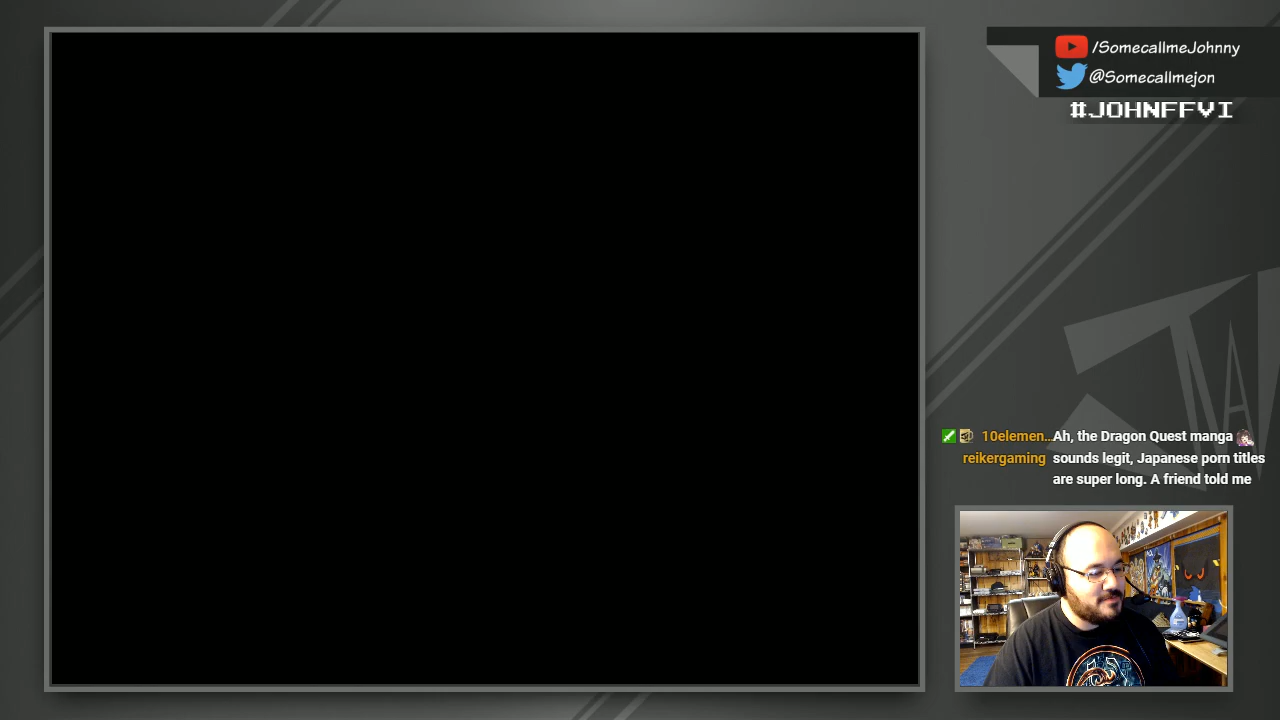 /SomecallmeJohnny
@Somecallmejon
#JOHNFFVI
10elemen... Ah, the Dragon Quest manga
reikergaming sounds legit, Japanese porn titles
are super long. A friend told me